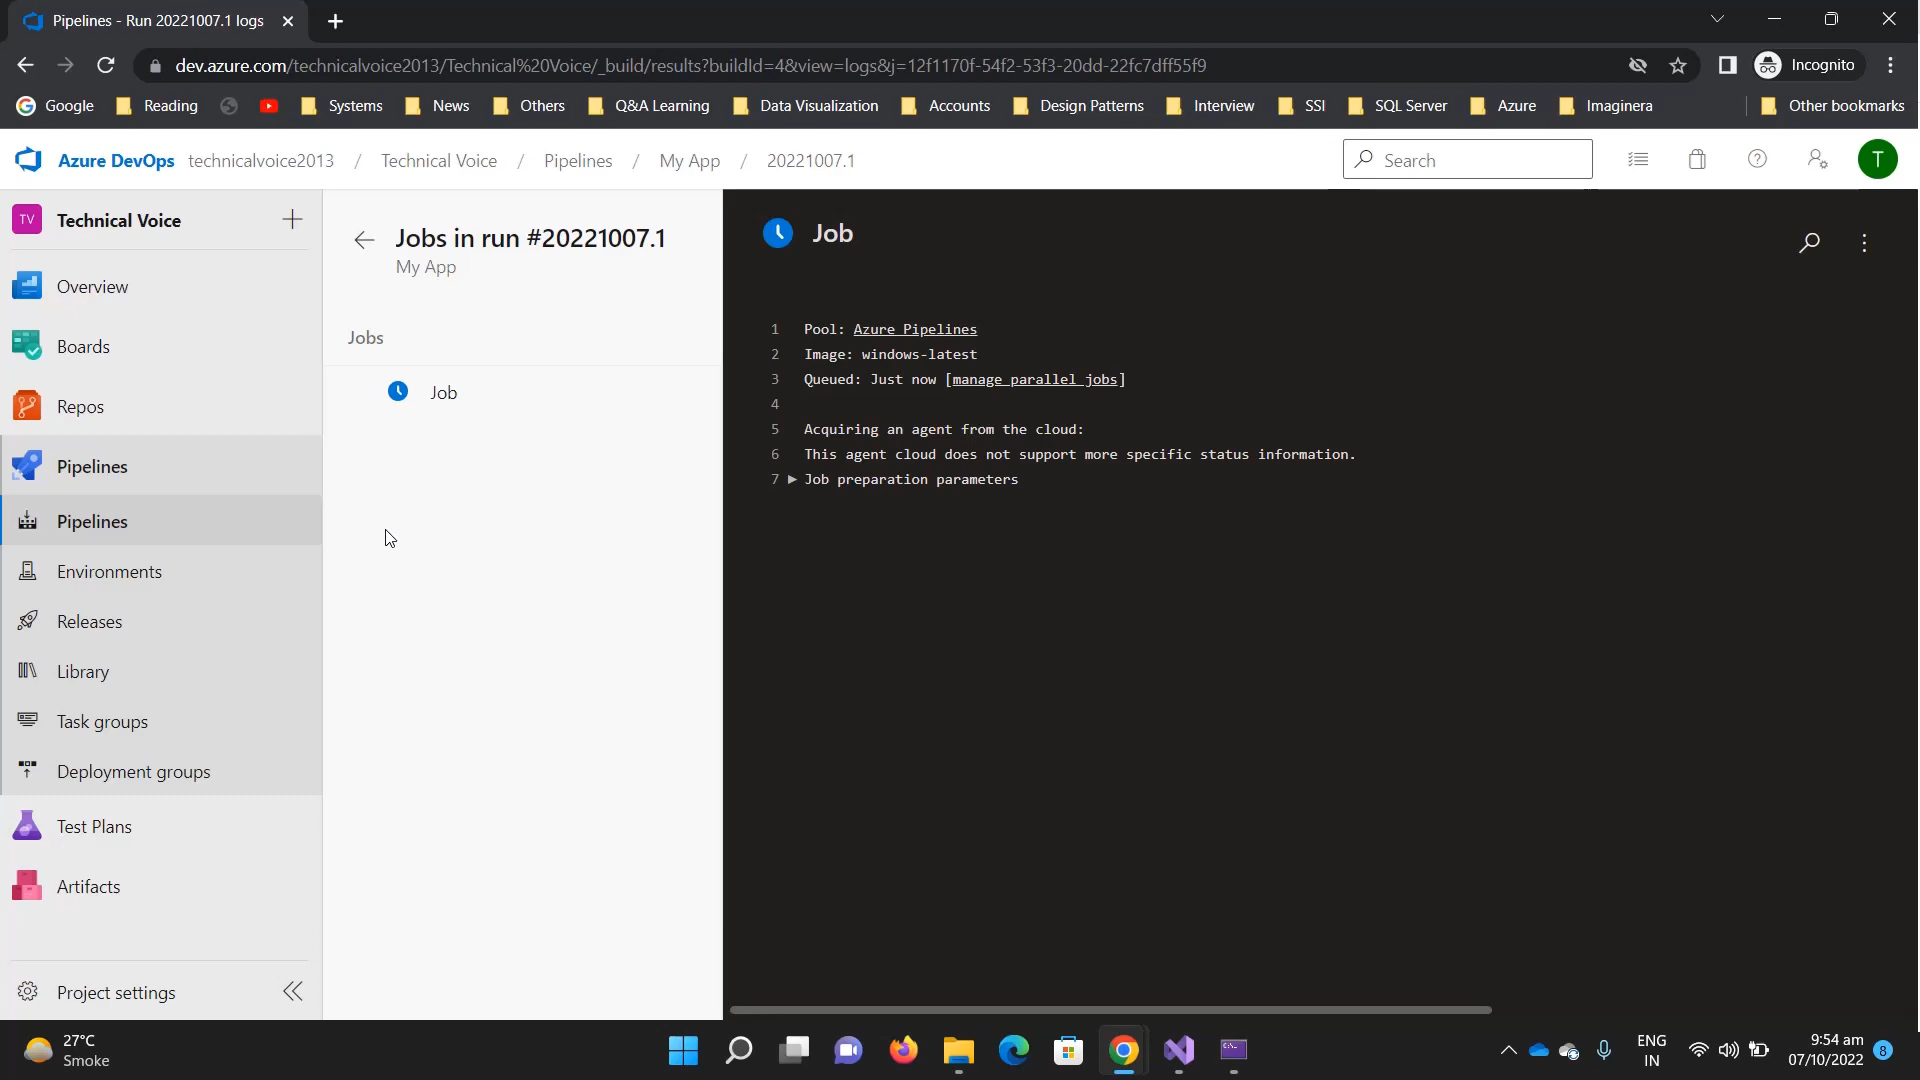 Pipelines - Run 20221007.1 logs
dev.azure.com/technicalvoice2013/Technical%20Voice/_build/results?buildId=4&view=logs&j=12f1170f-54f2-53f3-20dd-22fc7dff55f9
Incognito
Google Reading Systems News Others Q&A Learning Data Visualization Accounts Design Patterns Interview SSI SQL Server Azure Imaginera Other bookmarks
Azure DevOps technicalvoice2013 / Technical Voice / Pipelines / My App / 20221007.1
Search
T
TV Technical Voice
Overview
Boards
Repos
Pipelines
Pipelines
Environments
Releases
Library
Task groups
Deployment groups
Test Plans
Artifacts
Project settings
Jobs in run #20221007.1
My App
Jobs
Job
Job
1 Pool: Azure Pipelines
2 Image: windows-latest
3 Queued: Just now [manage parallel jobs]
4
5 Acquiring an agent from the cloud:
6 This agent cloud does not support more specific status information.
7 Job preparation parameters
27°C
Smoke
ENG
IN
9:54 am
07/10/2022
8